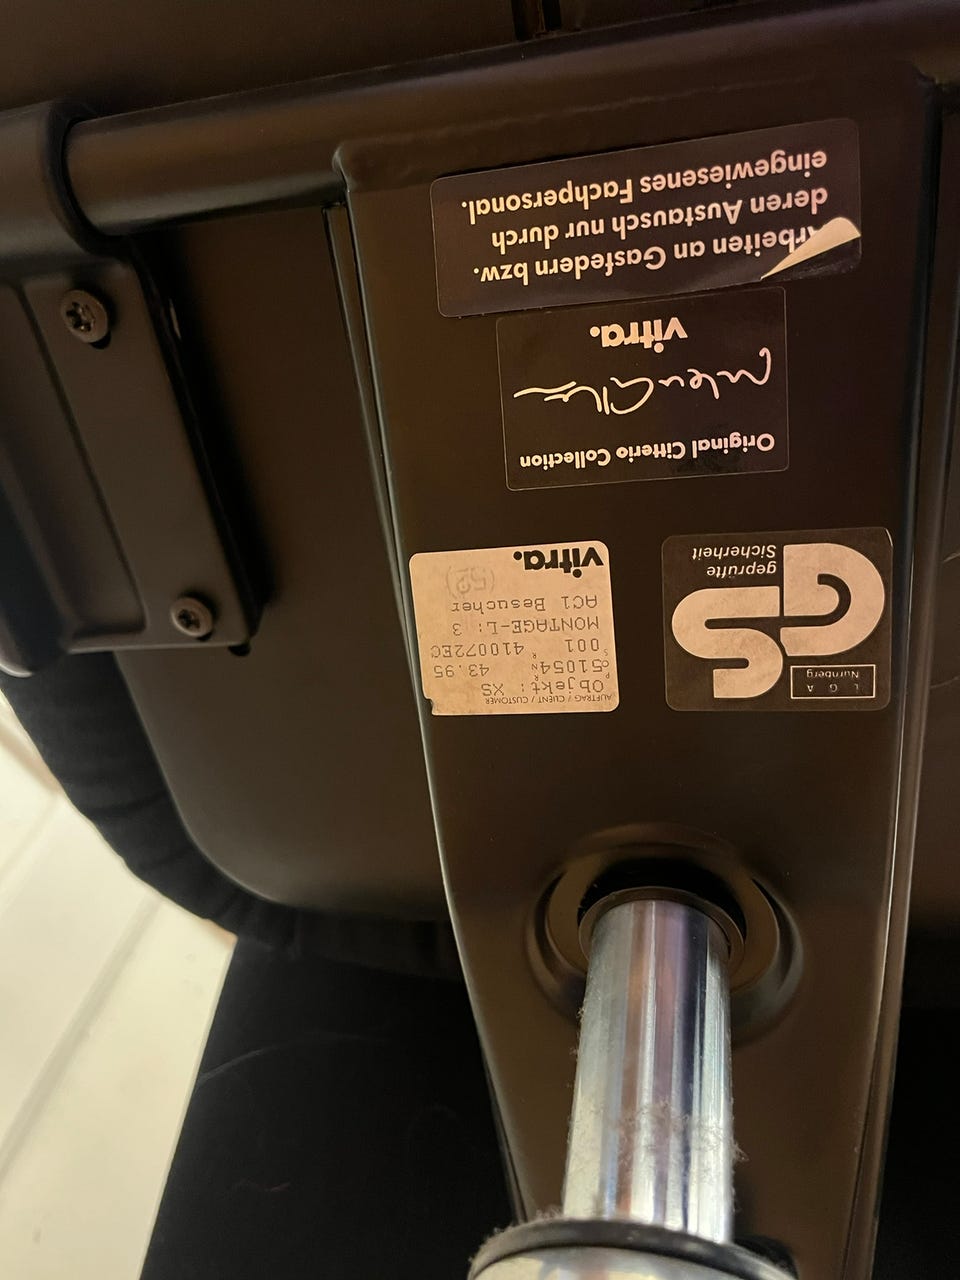 AUFTRAG / CLIENT / CUSTOMER
Objekt: XS
P O 51054 N R 43.95
S 001 R 410072EC
MONTAGE-L: 3
AC1 Besucher
(52)
vitra.
L G A
Nürnberg
GS
geprüfte
Sicherheit
Original Citterio Collection
vitra.
Arbeiten an Gasfedern bzw.
deren Austausch nur durch
eingewiesenes Fachpersonal.